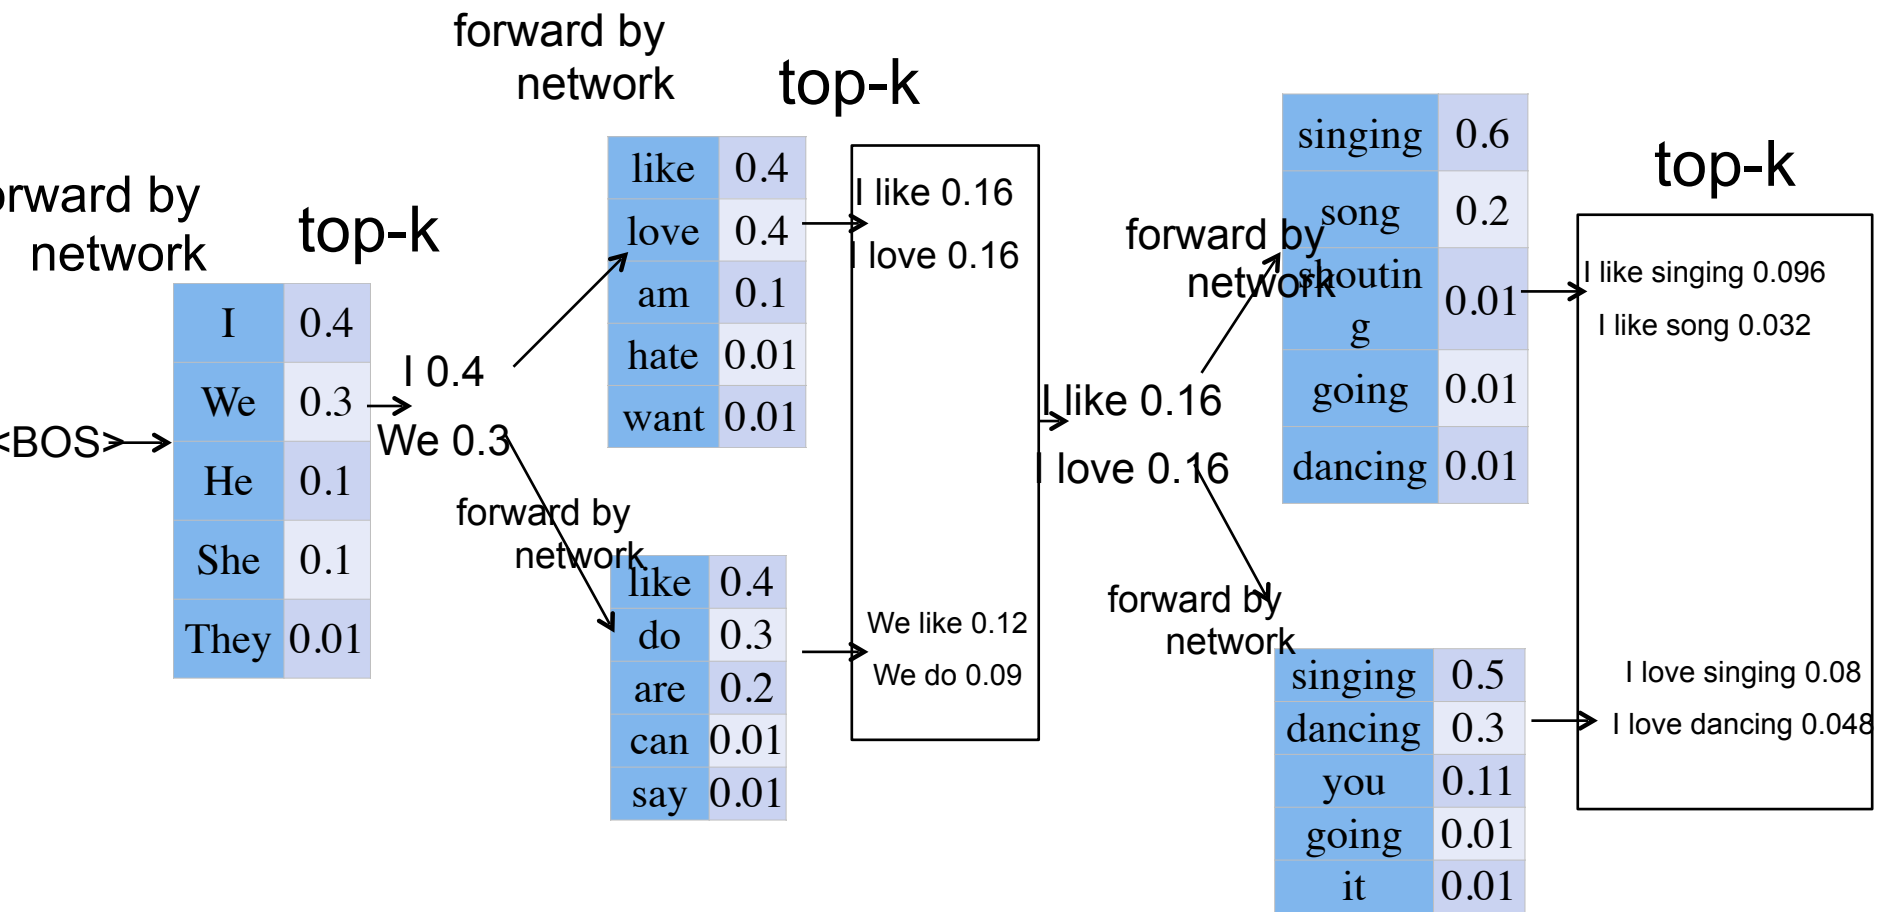 forward by
network
top-k
orward by
network
top-k
<BOS>
I 0.4
We 0.3
He 0.1
She 0.1
They 0.01
I 0.4
We 0.3
like 0.4
love 0.4
am 0.1
hate 0.01
want 0.01
forward by
network
like 0.4
do 0.3
are 0.2
can 0.01
say 0.01
I like 0.16
I love 0.16
We like 0.12
We do 0.09
I like 0.16
I love 0.16
forward by
network
singing 0.6
song 0.2
shoutin
g 0.01
going 0.01
dancing 0.01
forward by
network
singing 0.5
dancing 0.3
you 0.11
going 0.01
it 0.01
top-k
I like singing 0.096
I like song 0.032
I love singing 0.08
I love dancing 0.048